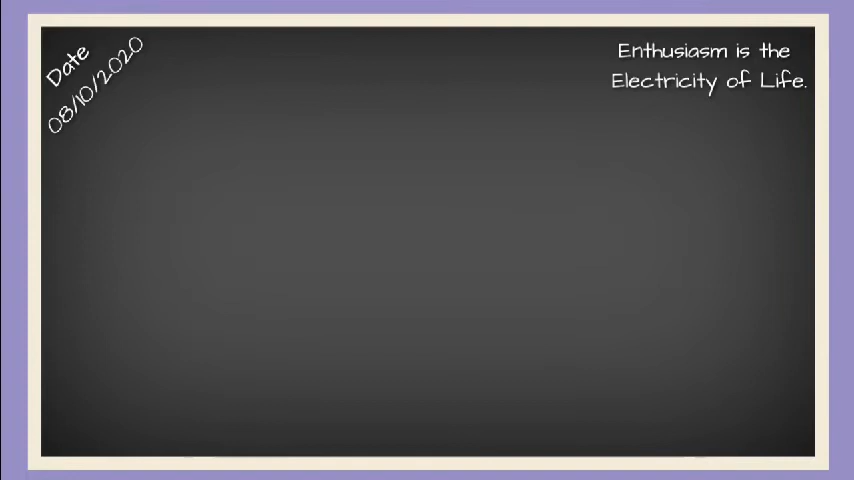 Date
08/10/2020
Enthusiasm is the
Electricity of Life.